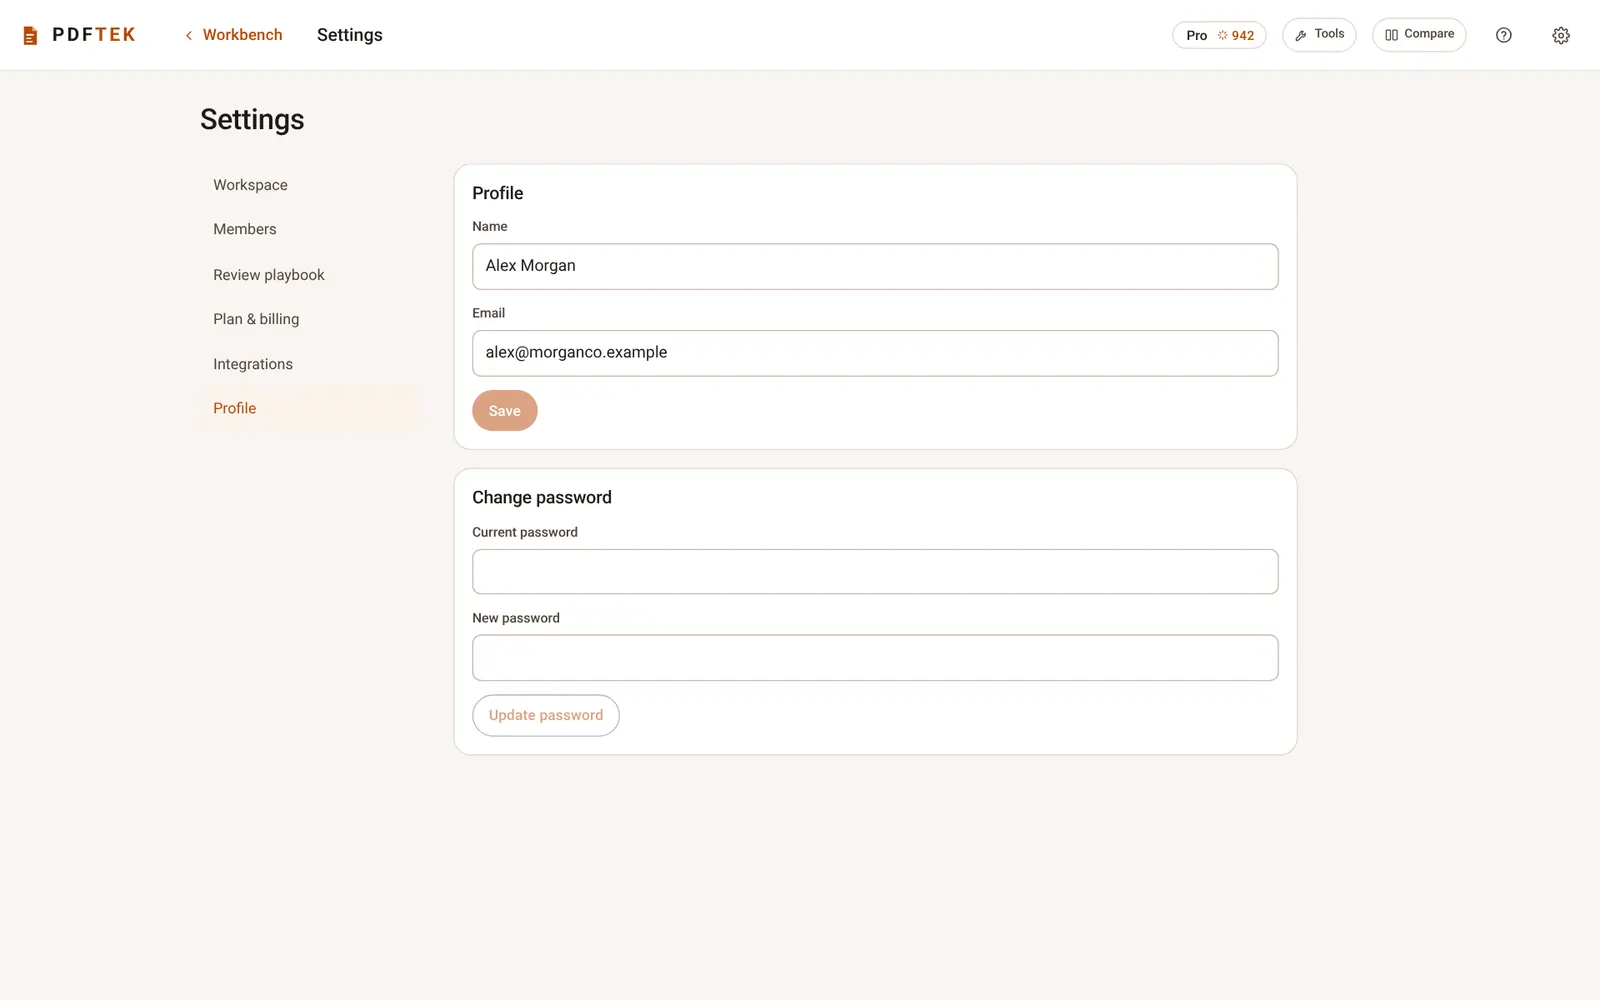 PDFTEK
Workbench
Settings
Pro 942
Tools
Compare
Settings
Workspace
Members
Review playbook
Plan & billing
Integrations
Profile
Profile
Name
Alex Morgan
Email
alex@morganco.example
Save
Change password
Current password
New password
Update password